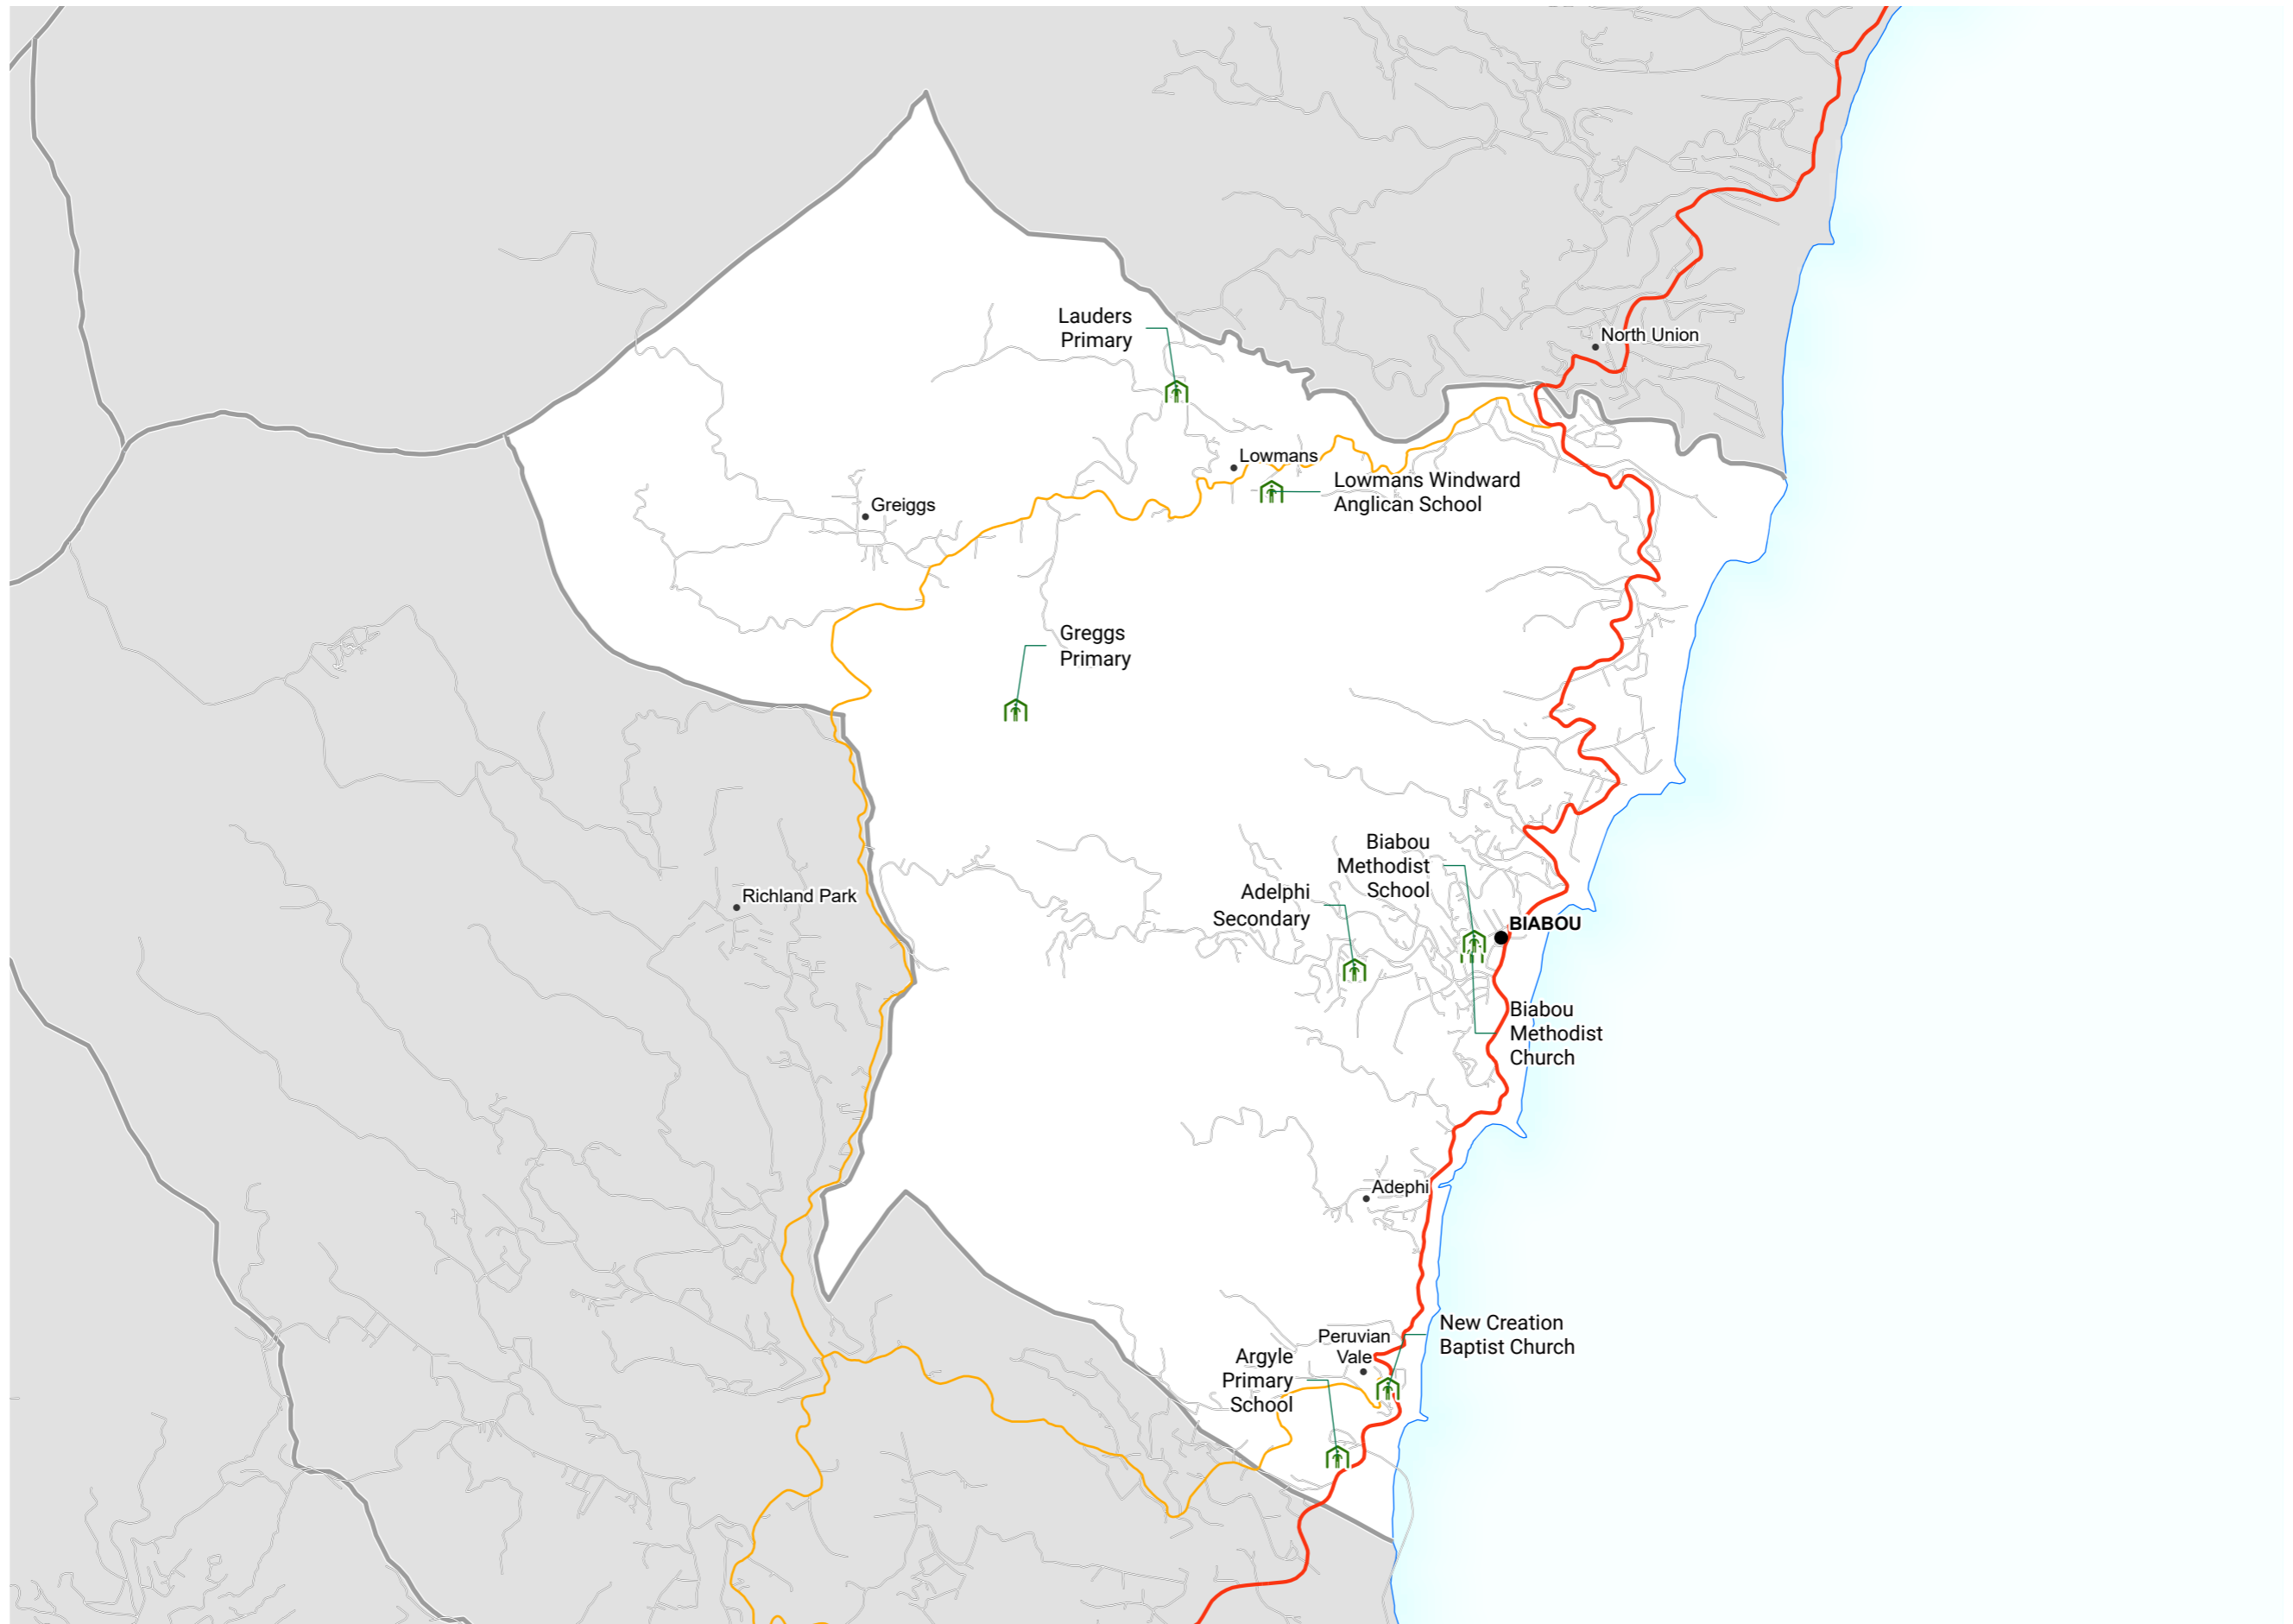 Lauders
Primary
North Union
Lowmans
Lowmans Windward
Anglican School
Greiggs
Greggs
Primary
Biabou
Methodist
School
Adelphi
Secondary
Richland Park
BIABOU
Biabou
Methodist
Church
Adephi
New Creation
Baptist Church
Peruvian
Vale
Argyle
Primary
School